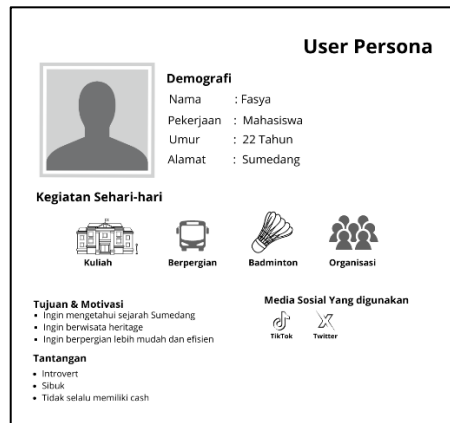 User Persona
Demografi
Nama : Fasya
Pekerjaan : Mahasiswa
Umur : 22 Tahun
Alamat : Sumedang
Kegiatan Sehari-hari
Kuliah Berpergian Badminton Organisasi
Tujuan & Motivasi
• Ingin mengetahui sejarah Sumedang
• Ingin berwisata heritage
• Ingin berpergian lebih mudah dan efisien
Media Sosial Yang digunakan
TikTok Twitter
Tantangan
• Introvert
• Sibuk
• Tidak selalu memiliki cash